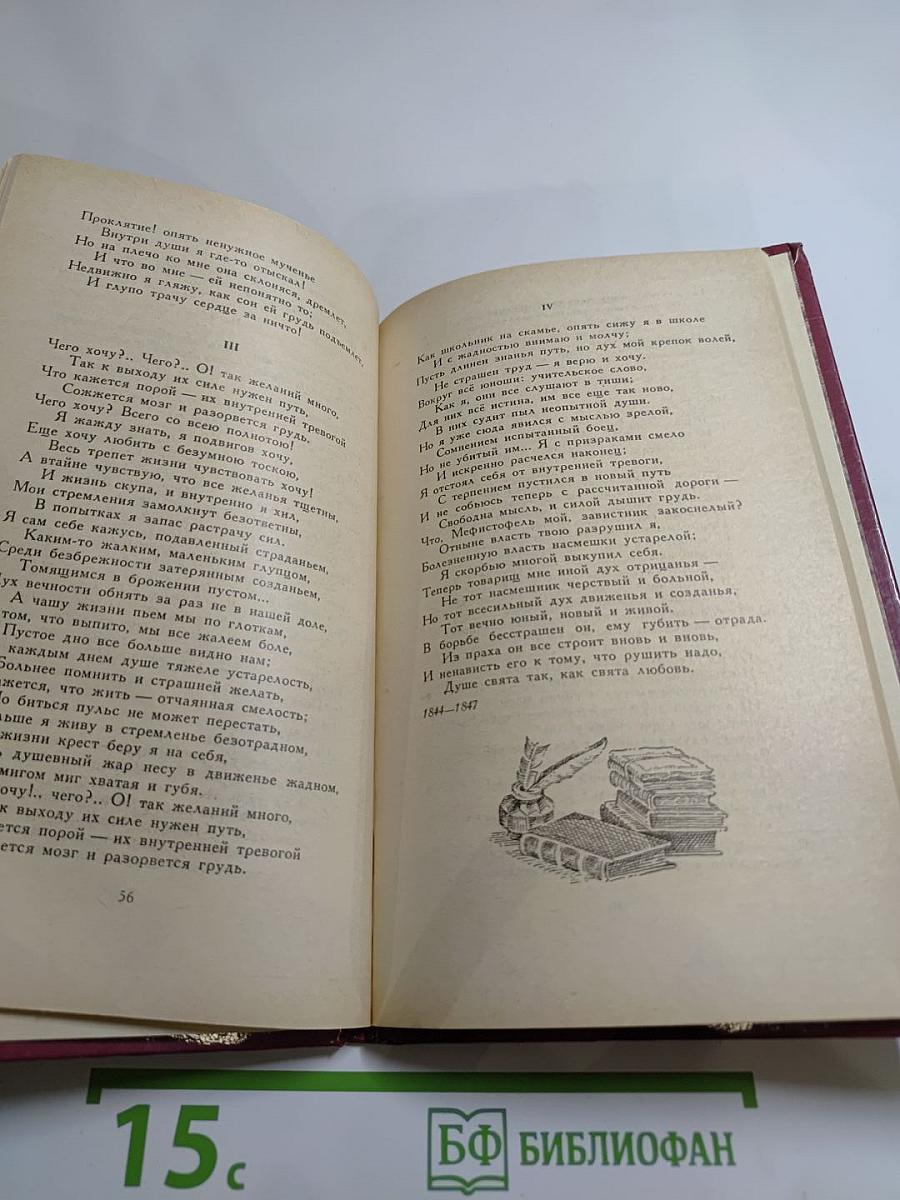 Проклятие! опять ненужное мученье
Внутри души я где-то отыскал!
Но на плечо ко мне она склонияся, дремлет,
И что во мне — ей непонятно то;
Недвижно я гляжу, как сон ей грудь подъемлет,
И глупо трачу сердце за ничто!
III
Чего хочу?.. Чего?.. О! так желаний много,
Так к выходу их силе нужен путь,
Что кажется порой — их внутренней тревогой
Сожжется мозг и разорвется грудь.
Чего хочу? Всего со всею полнотою!
Я жажду знать, я подвигов хочу,
Еще хочу любить с безумною тоскою,
Весь трепет жизни чувствовать хочу!
А втайне чувствую, что все желанья тщетны,
И жизнь скупа, и внутренно я хил,
Мои стремления замолкнут безответны,
В попытках я запас растрачу сил.
Я сам себе кажусь, подавленный страданьем,
Каким-то жалким, маленьким глупцом,
Среди безбрежности затерянным созданьем,
Томящимся в брожении пустом...
ух вечности обнять за раз не в нашей доле,
А чашу жизни пьем мы по глоткам,
том, что выпито, мы все жалеем боле,
Пустое дно все больше видно нам;
каждым днем душе тяжеле устарелость,
Больнее помнить и страшней желать,
ажется, что жить — отчаянная смелость;
о биться пульс не может перестать,
льше я живу в стремленье безотрадном,
жизни крест беру я на себя,
душевный жар несу в движенье жадном,
мигом миг хватая и губя.
очу!.. чего?.. О! так желаний много,
к выходу их силе нужен путь,
ется порой — их внутренней тревогой
ется мозг и разорвется грудь.
56
IV
Как школьник на скамье, опять сижу я в школе
И с жадностью внимаю и молчу;
Пусть длинен знанья путь, но дух мой крепок волей,
Не страшен труд — я верю и хочу.
Вокруг всё юноши: учительское слово,
Как я, они все слушают в тиши;
Для них всё истина, им все еще так ново,
В них судит пыл неопытной души.
Но я уже сюда явился с мыслью зрелой,
Сомнением испытанный боец,
Но не убитый им... Я с призраками смело
И искренно расчелся наконец;
Я отстоял себя от внутренней тревоги,
С терпением пустился в новый путь
И не собьюсь теперь с рассчитанной дороги —
Свободна мысль, и силой дышит грудь.
Что, Мефистофель мой, завистник закоснелый?
Отныне власть твою разрушил я,
Болезненную власть насмешки устарелой;
Я скорбью многой выкупил себя.
Теперь товарищ мне иной дух отрицанья —
Не тот насмешник черствый и больной,
Но тот всесильный дух движенья и созданья,
Тот вечно юный, новый и живой.
В борьбе бесстрашен он, ему губить — отрада.
Из праха он все строит вновь и вновь,
И ненависть его к тому, что рушить надо,
Душе свята так, как свята любовь.
1844—1847
15 с
БФ БИБЛИОФАН